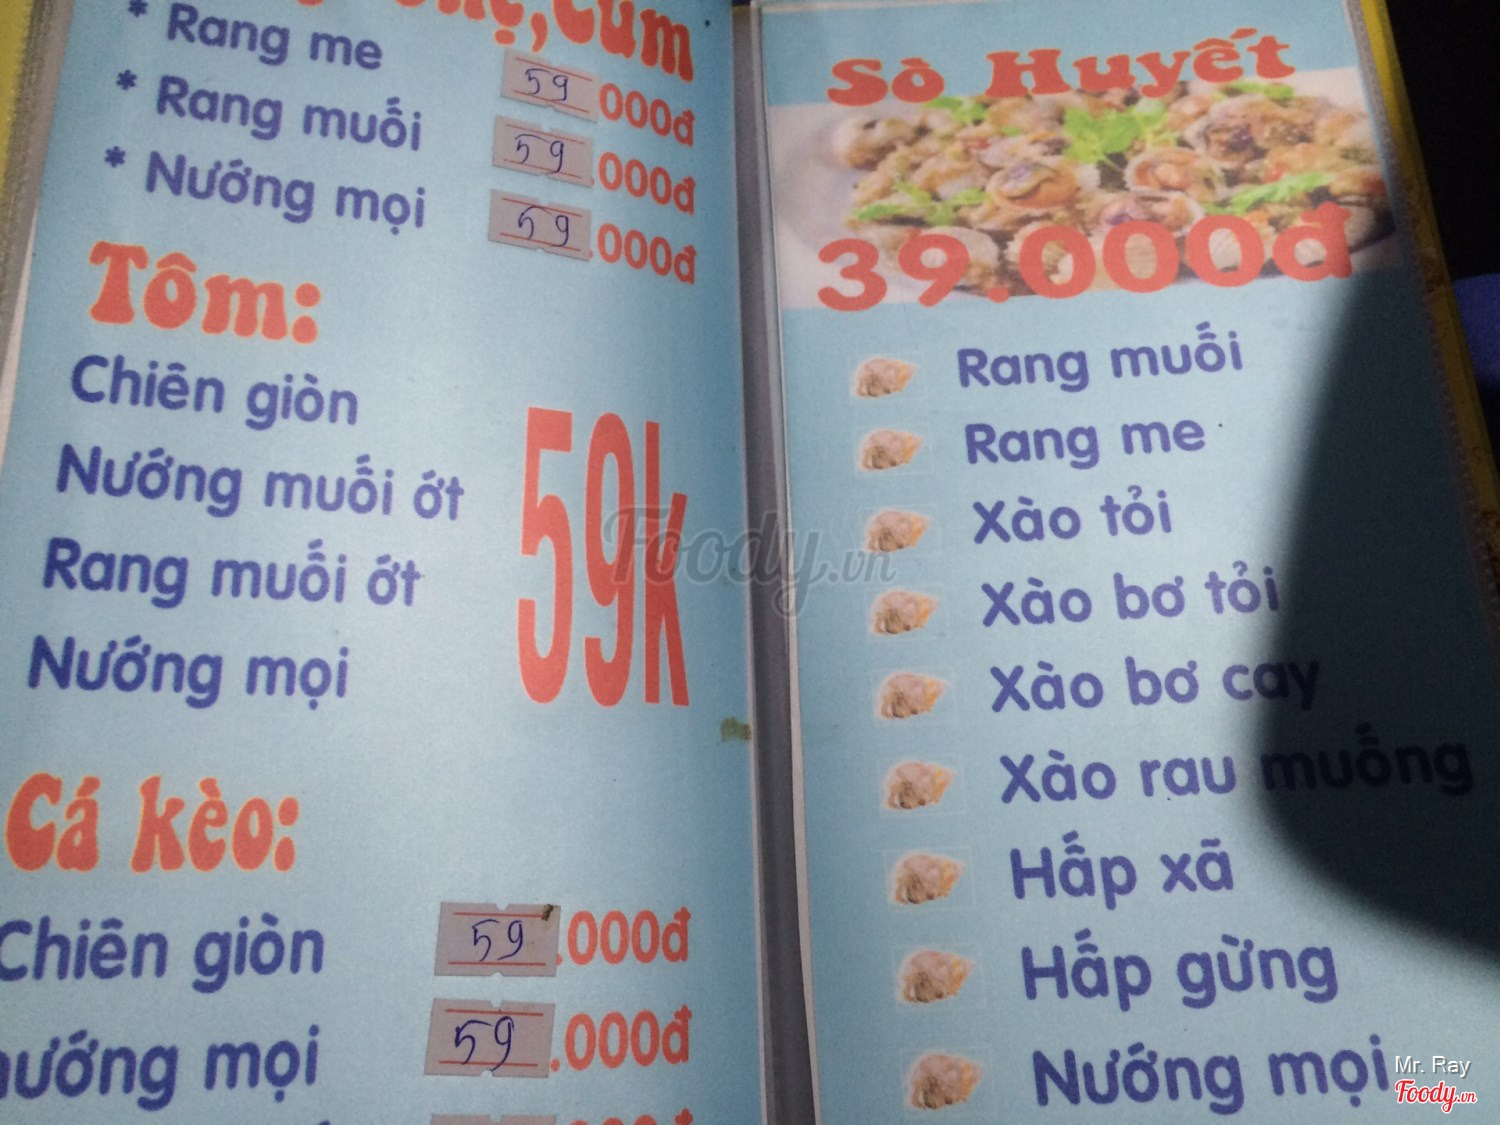 Cúm
* Rang me 59.000đ
* Rang muối 59.000đ
* Nướng mọi 59.000đ
Tôm:
Chiên giòn
Nướng muối ớt
Rang muối ớt
Nướng mọi
59k
Cá kèo:
Chiên giòn 59.000đ
nướng mọi 59.000đ
Sò Huyết
39.000đ
Rang muối
Rang me
Xào tỏi
Xào bơ tỏi
Xào bơ cay
Xào rau muống
Hấp xã
Hấp gừng
Nướng mọi
Foody.vn
Mr. Ray
Foody.vn